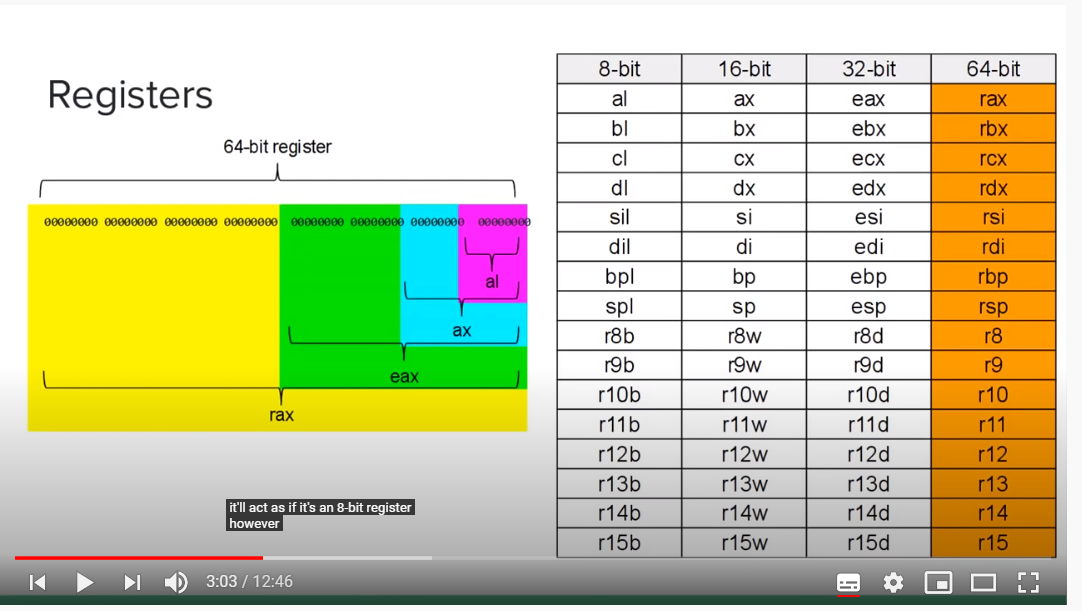 Registers
64-bit register
00000000 00000000 00000000 00000000 00000000 00000000 00000000 00000000
al
ax
eax
rax
8-bit 16-bit 32-bit 64-bit
al ax eax rax
bl bx ebx rbx
cl cx ecx rcx
dl dx edx rdx
sil si esi rsi
dil di edi rdi
bpl bp ebp rbp
spl sp esp rsp
r8b r8w r8d r8
r9b r9w r9d r9
r10b r10w r10d r10
r11b r11w r11d r11
r12b r12w r12d r12
r13b r13w r13d r13
r14b r14w r14d r14
r15b r15w r15d r15
it'll act as if it's an 8-bit register
however
3:03 / 12:46